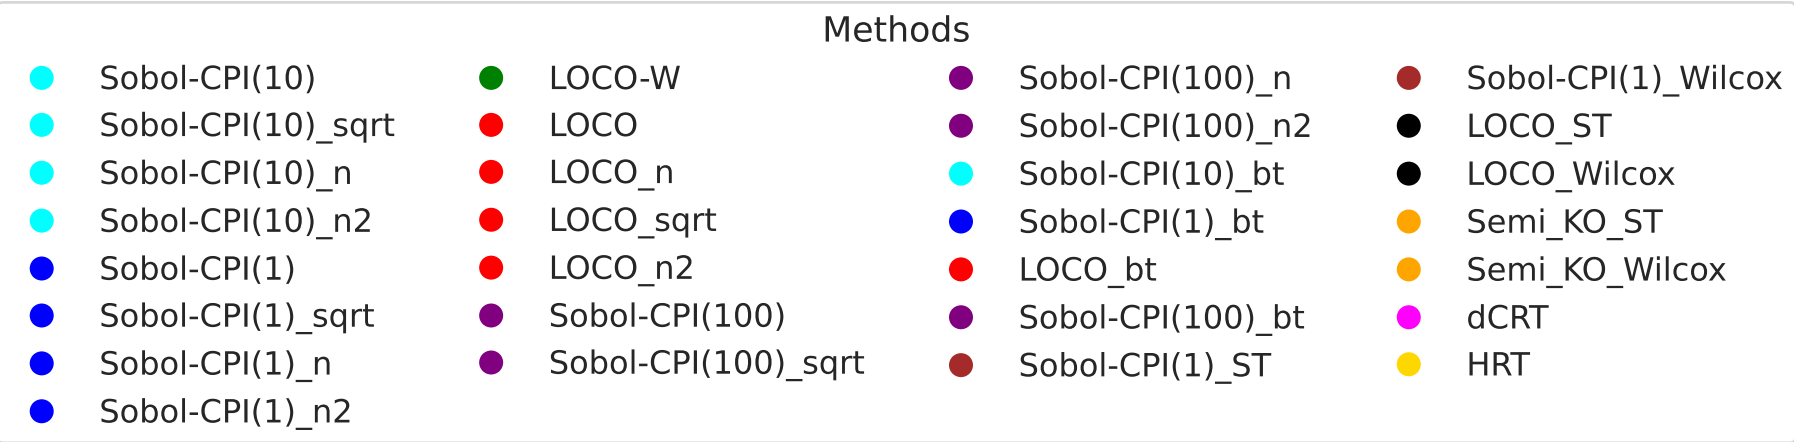 Methods
Sobol-CPI(10)
Sobol-CPI(10)_sqrt
Sobol-CPI(10)_n
Sobol-CPI(10)_n2
Sobol-CPI(1)
Sobol-CPI(1)_sqrt
Sobol-CPI(1)_n
Sobol-CPI(1)_n2
LOCO-W
LOCO
LOCO_n
LOCO_sqrt
LOCO_n2
Sobol-CPI(100)
Sobol-CPI(100)_sqrt
Sobol-CPI(100)_n
Sobol-CPI(100)_n2
Sobol-CPI(10)_bt
Sobol-CPI(1)_bt
LOCO_bt
Sobol-CPI(100)_bt
Sobol-CPI(1)_ST
Sobol-CPI(1)_Wilcox
LOCO_ST
LOCO_Wilcox
Semi_KO_ST
Semi_KO_Wilcox
dCRT
HRT